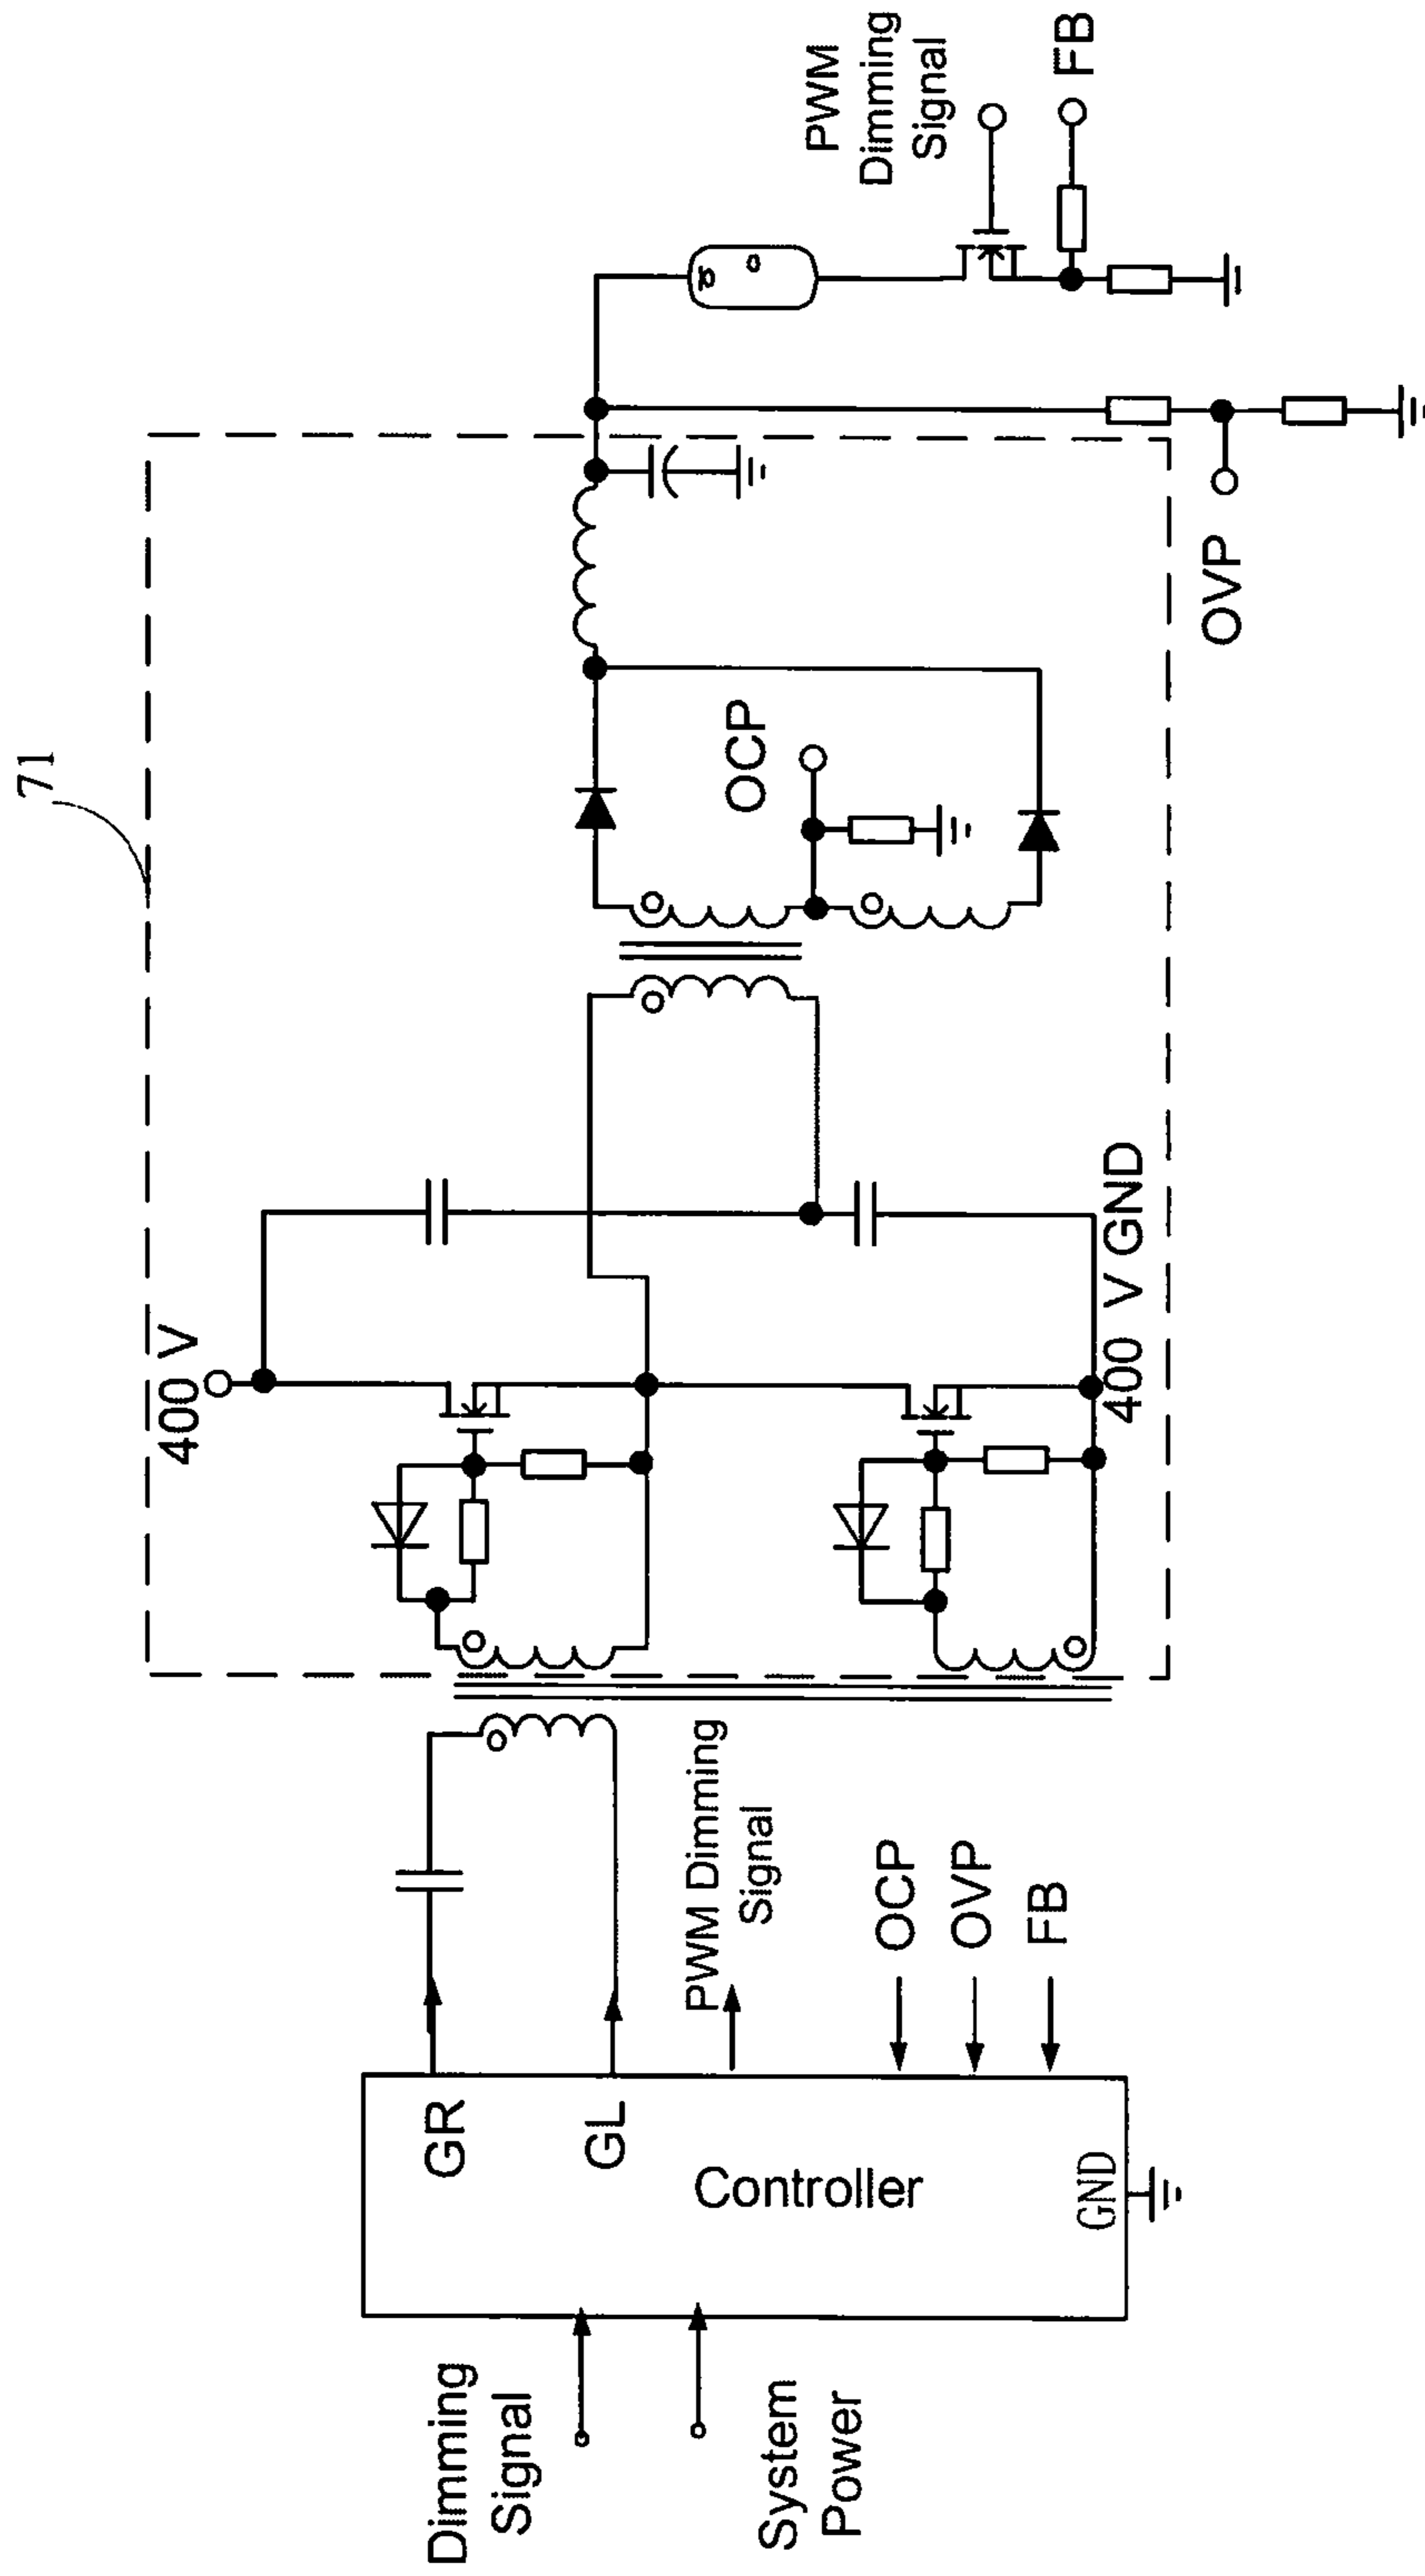 Dimming
Signal
System
Power
GR
GL
Controller
GND
PWM Dimming
Signal
OCP
OVP
FB
71
400 V
400 V GND
OCP
OVP
PWM
Dimming
Signal
FB